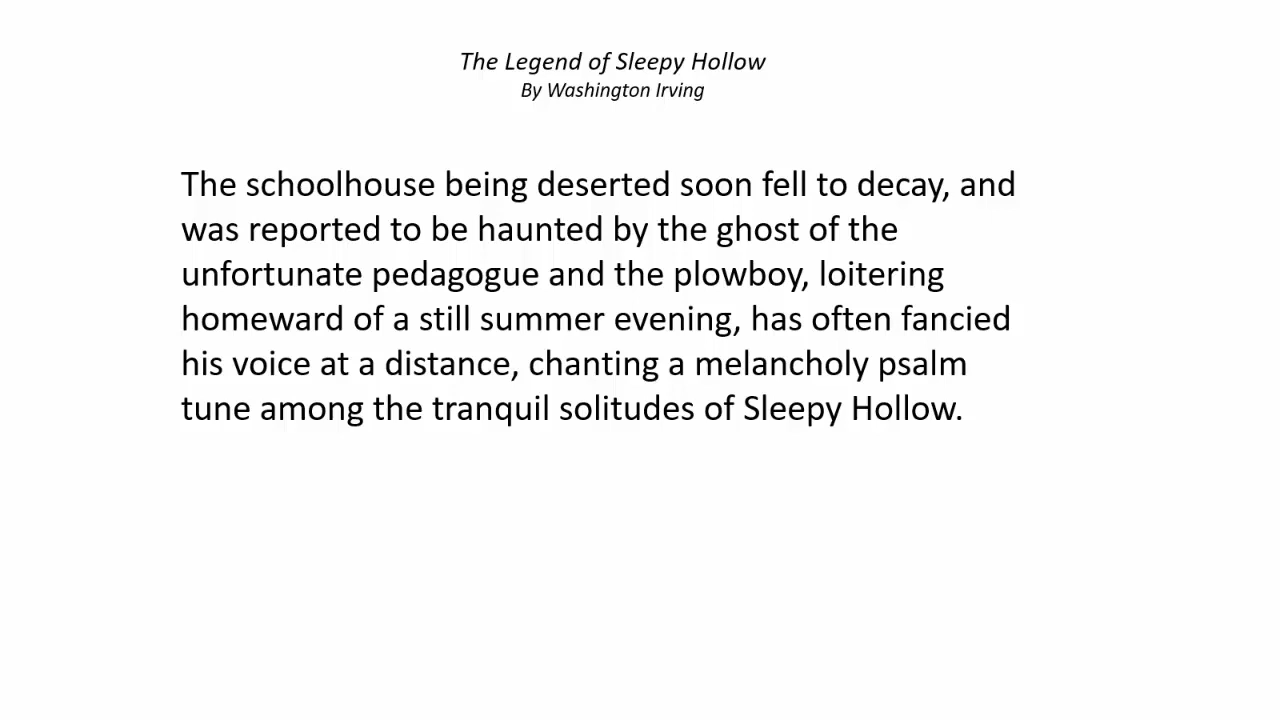 The Legend of Sleepy Hollow
By Washington Irving
The schoolhouse being deserted soon fell to decay, and
was reported to be haunted by the ghost of the
unfortunate pedagogue and the plowboy, loitering
homeward of a still summer evening, has often fancied
his voice at a distance, chanting a melancholy psalm
tune among the tranquil solitudes of Sleepy Hollow.